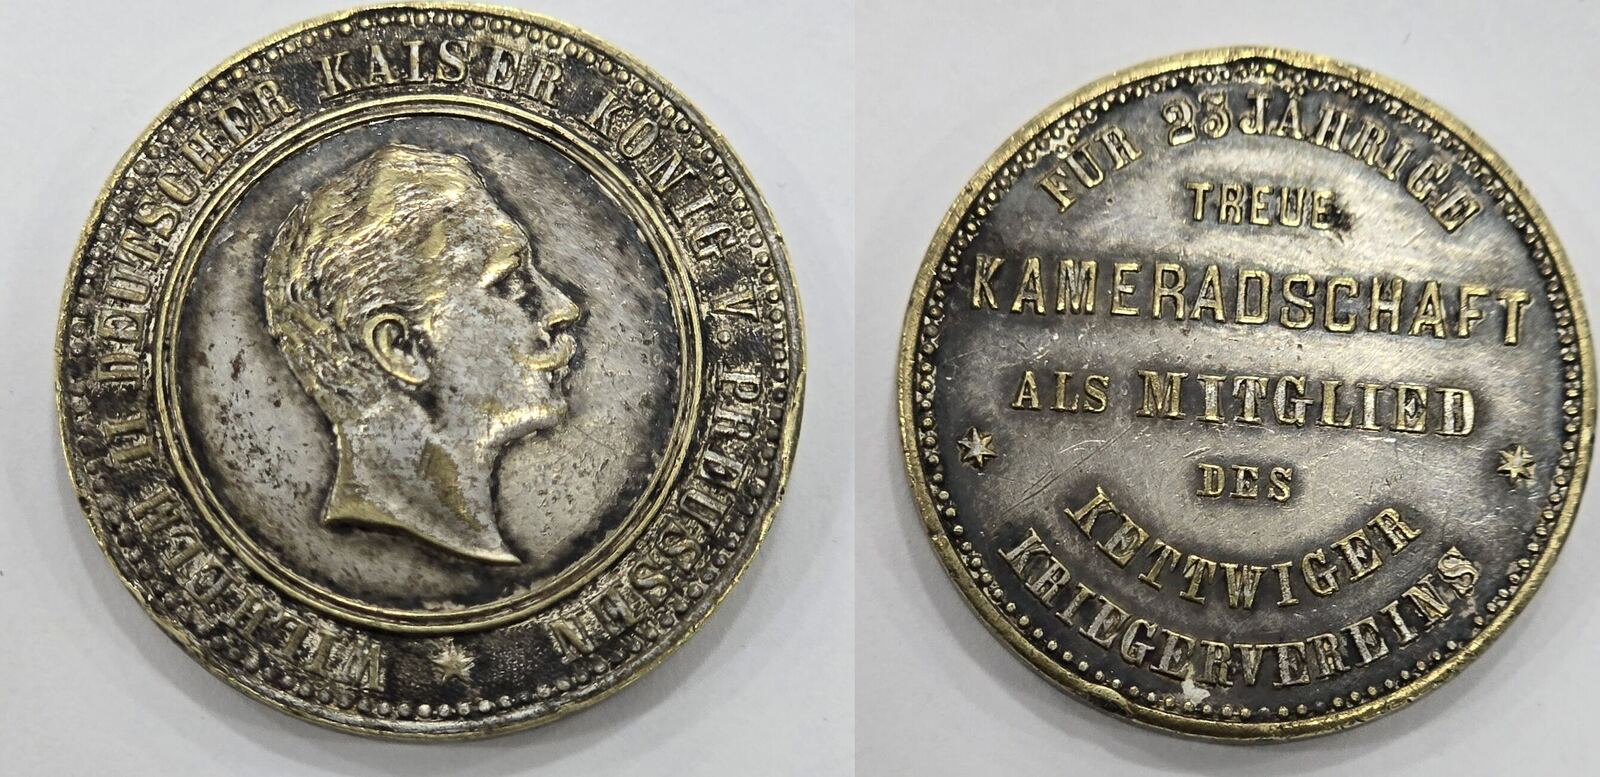 WILHELM II DEUTSCHER KAISER KÖNIG V. PREUSSEN
FÜR 25 JÄHRIGE
TREUE
KAMERADSCHAFT
ALS MITGLIED
DES
KETTWIGER
KRIEGERVEREINS